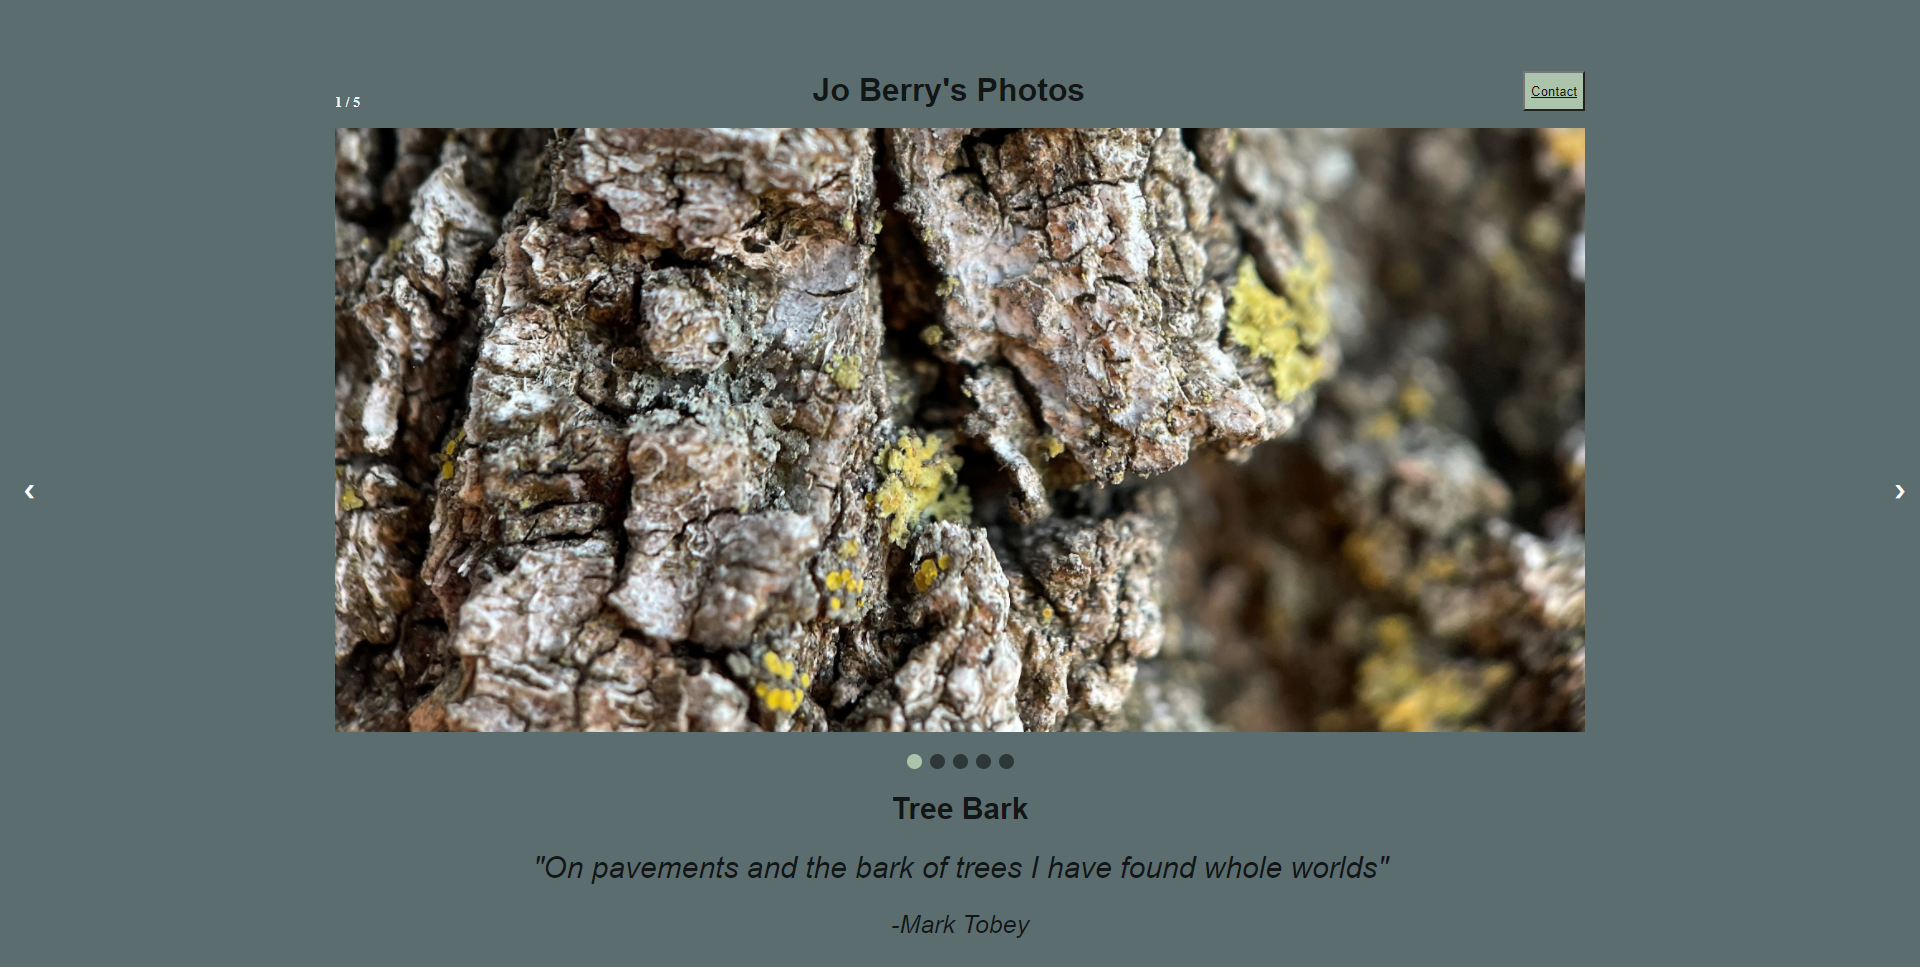 Jo Berry's Photos
1 / 5
Contact
‹
›
Tree Bark
"On pavements and the bark of trees I have found whole worlds"
-Mark Tobey